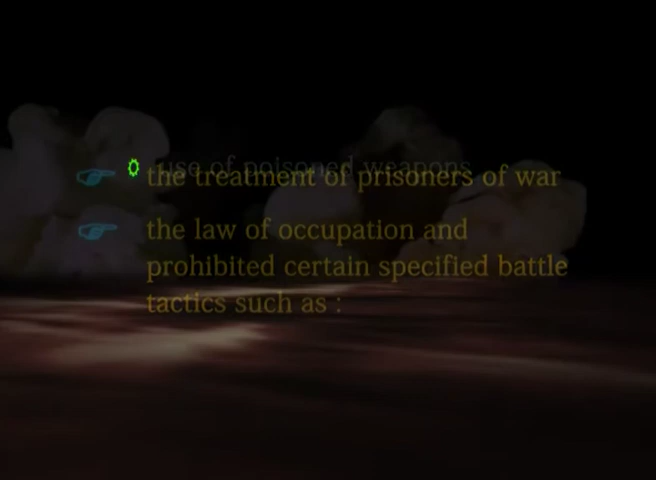 use of poisoned weapons
the treatment of prisoners of war
the law of occupation and
prohibited certain specified battle
tactics such as :